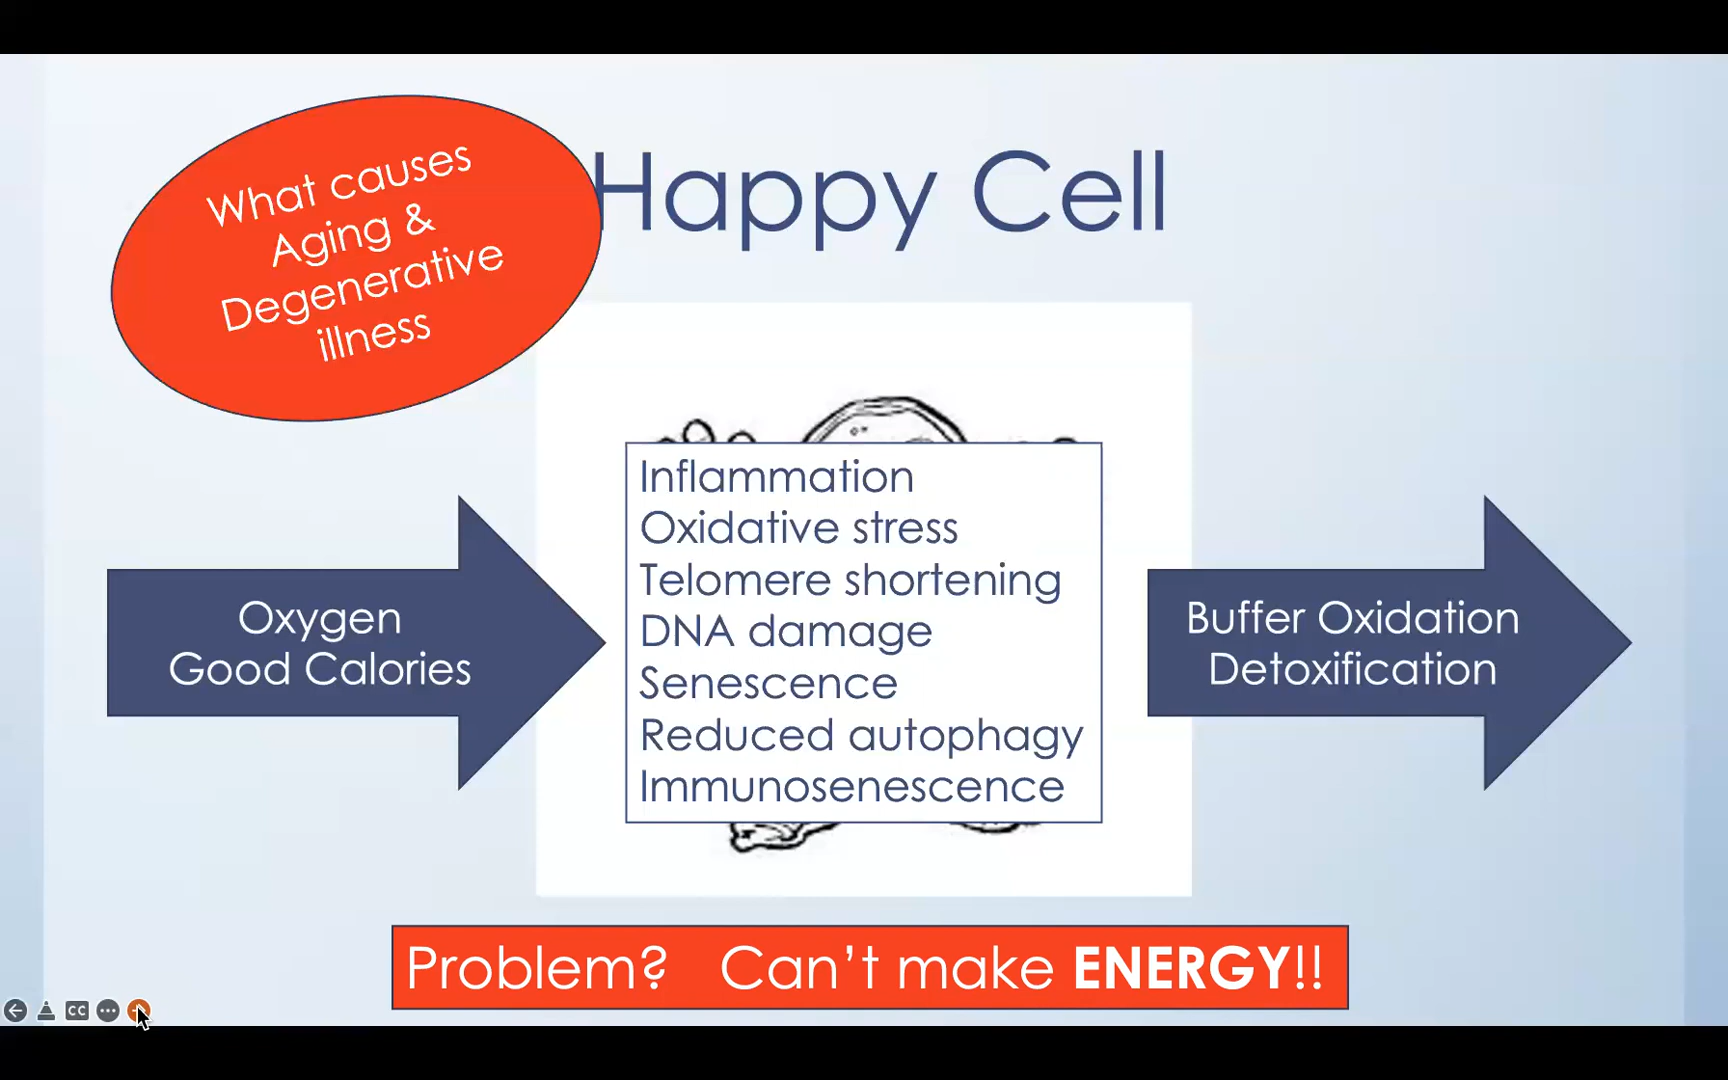 What causes
Aging &
Degenerative
illness
Happy Cell
Oxygen
Good Calories
Inflammation
Oxidative stress
Telomere shortening
DNA damage
Senescence
Reduced autophagy
Immunosenescence
Buffer Oxidation
Detoxification
Problem? Can't make ENERGY!!
CC